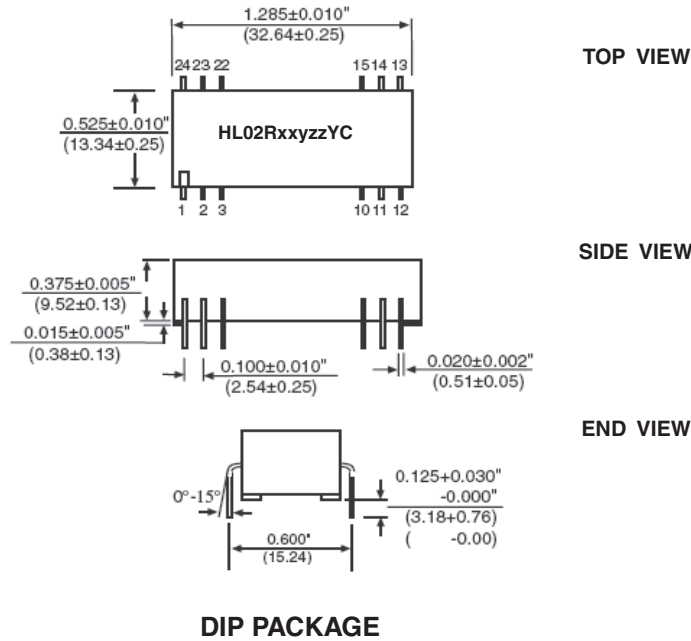 1.285±0.010"
(32.64±0.25)
TOP VIEW
24 23 22 15 14 13
0.525±0.010"
(13.34±0.25)
HL02RxxyzzYC
1 2 3 10 11 12
SIDE VIEW
0.375±0.005"
(9.52±0.13)
0.015±0.005"
(0.38±0.13)
0.100±0.010"
(2.54±0.25)
0.020±0.002"
(0.51±0.05)
END VIEW
0.125+0.030"
-0.000"
(3.18+0.76)
( -0.00)
0°-15°
0.600"
(15.24)
DIP PACKAGE